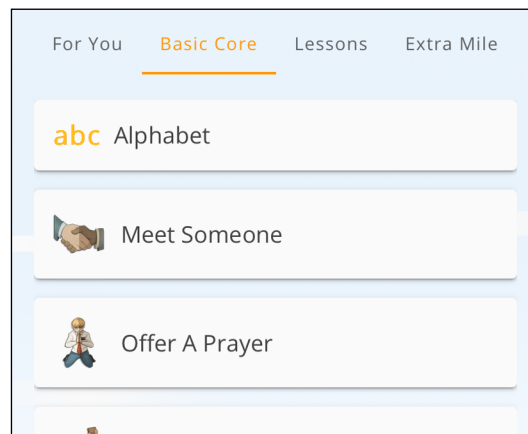 For You Basic Core Lessons Extra Mile
abc Alphabet
Meet Someone
Offer A Prayer